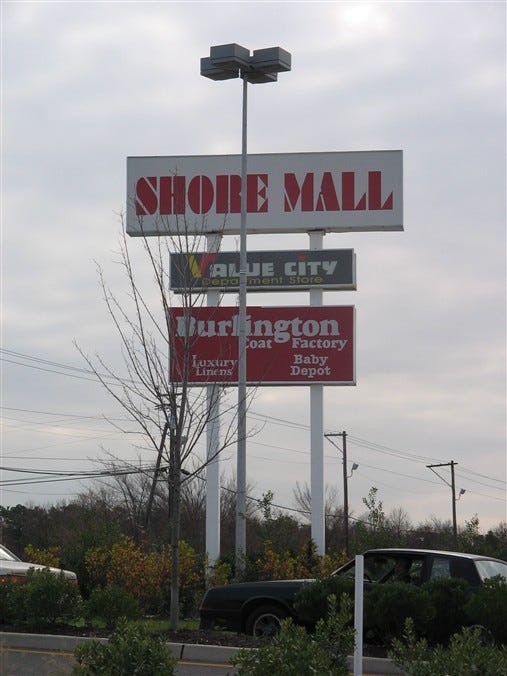 SHORE MALL
VALUE CITY
Department Store
Burlington
Coat Factory
Luxury
Linens
Baby
Depot